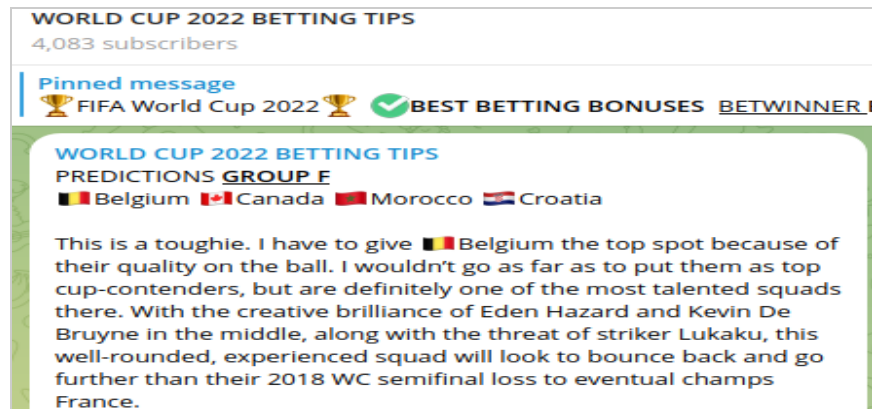 WORLD CUP 2022 BETTING TIPS
4,083 subscribers
Pinned message
🏆FIFA World Cup 2022🏆 ✅BEST BETTING BONUSES BETWINNER
WORLD CUP 2022 BETTING TIPS
PREDICTIONS GROUP F
🇧🇪Belgium 🇨🇦Canada 🇲🇦Morocco 🇭🇷Croatia
This is a toughie. I have to give 🇧🇪Belgium the top spot because of
their quality on the ball. I wouldn’t go as far as to put them as top
cup-contenders, but are definitely one of the most talented squads
there. With the creative brilliance of Eden Hazard and Kevin De
Bruyne in the middle, along with the threat of striker Lukaku, this
well-rounded, experienced squad will look to bounce back and go
further than their 2018 WC semifinal loss to eventual champs
France.